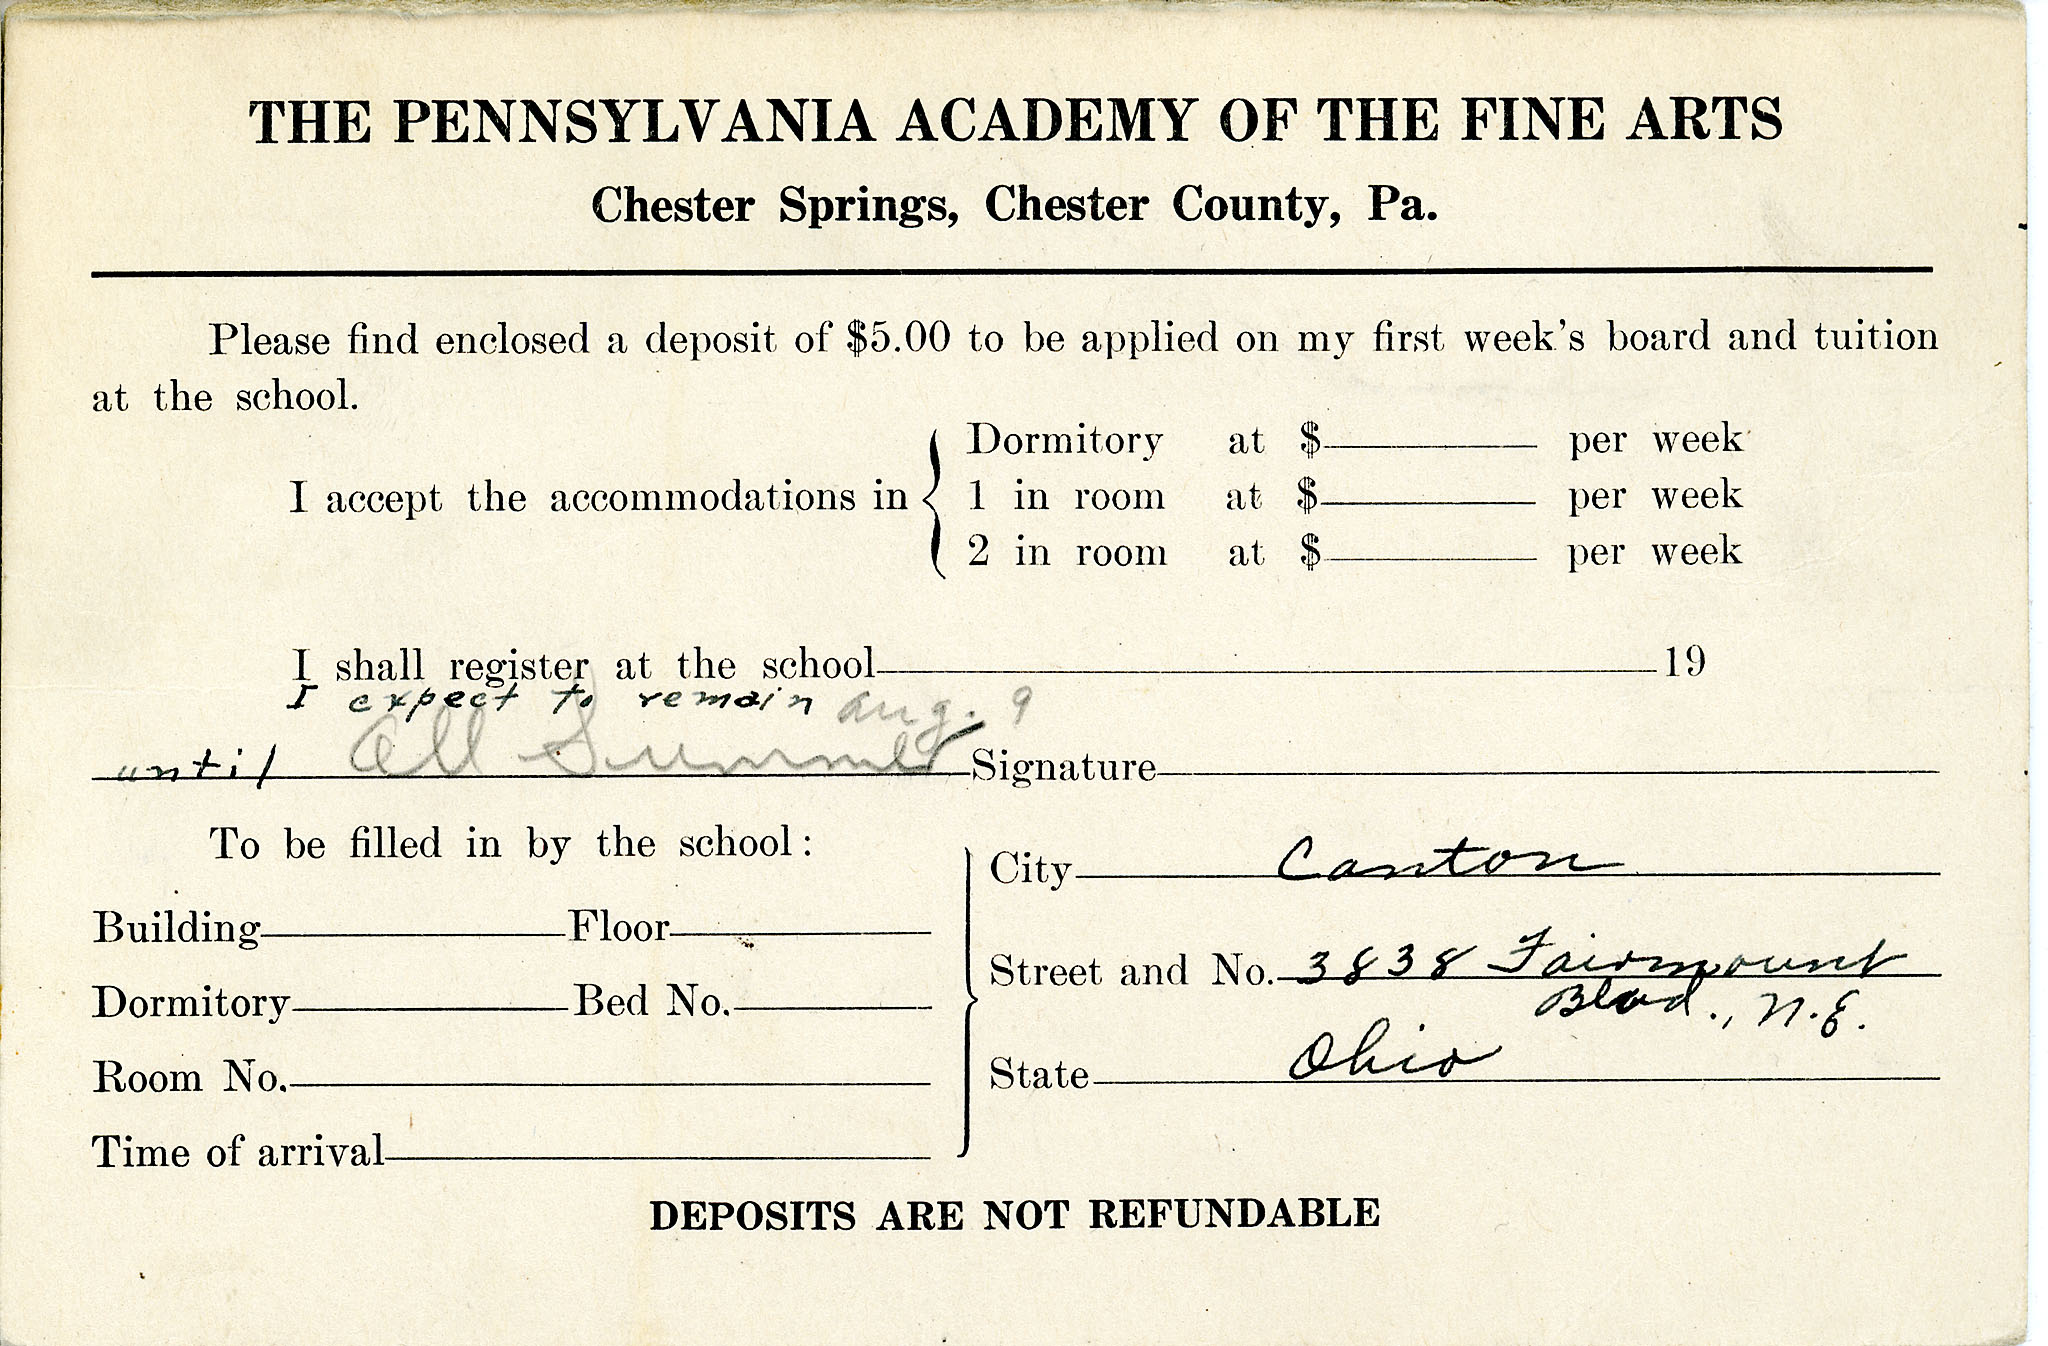 THE PENNSYLVANIA ACADEMY OF THE FINE ARTS
Chester Springs, Chester County, Pa.
Please find enclosed a deposit of $5.00 to be applied on my first week's board and tuition
at the school.
Dormitory at $ per week
I accept the accommodations in 1 in room at $ per week
2 in room at $ per week
I shall register at the school 19
I expect to remain Aug. 9
until All Summer Signature
To be filled in by the school:
City Canton
Building Floor
Street and No. 3838 Fairmount
Blvd., N.E.
Dormitory Bed No.
State Ohio
Room No.
Time of arrival
DEPOSITS ARE NOT REFUNDABLE